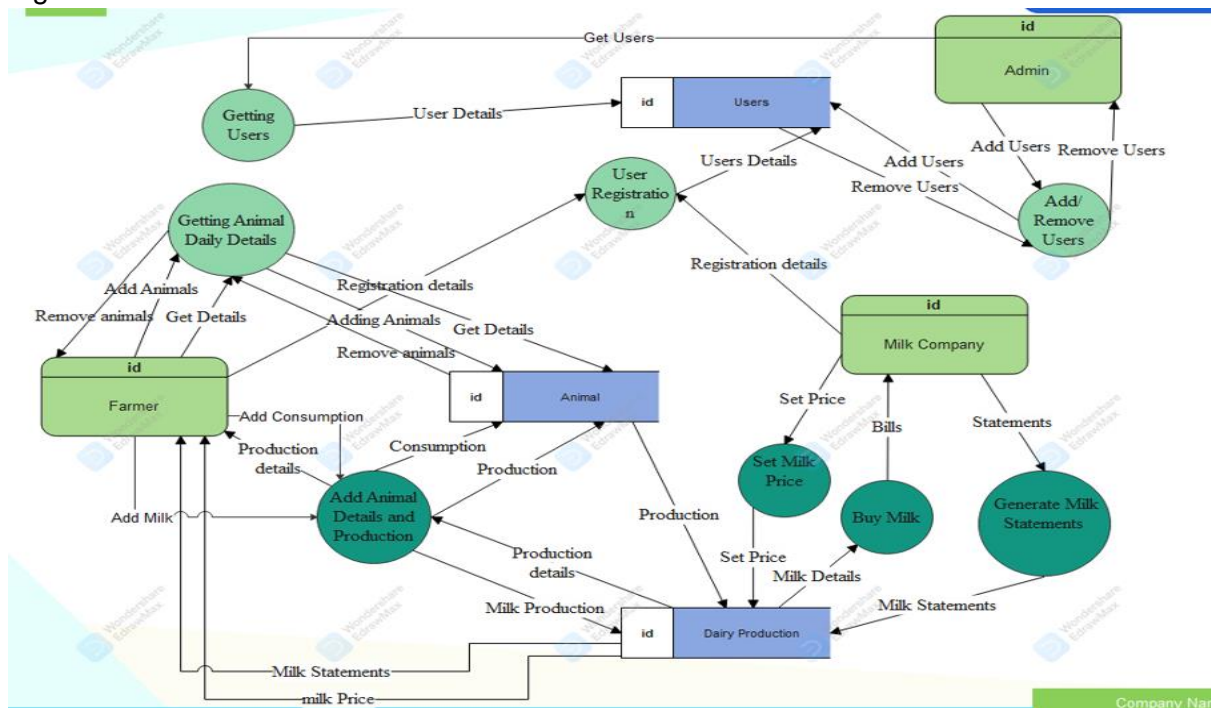 Get Users
id
Admin
Getting
Users
User Details
id
Users
Add Users
Remove Users
Users Details
Add Users
Remove Users
User
Registratio
n
Add/
Remove
Users
Getting Animal
Daily Details
Registration details
Add Animals
Registration details
Remove animals
Get Details
Adding Animals
Get Details
Remove animals
id
Milk Company
id
Farmer
id
Animal
Add Consumption
Set Price
Bills
Statements
Production
details
Consumption
Production
Set Milk
Price
Add Milk
Add Animal
Details and
Production
Buy Milk
Generate Milk
Statements
Production
Production
details
Set Price
Milk Details
Milk Production
Milk Statements
id
Dairy Production
Milk Statements
milk Price
Wondershare
EdrawMax